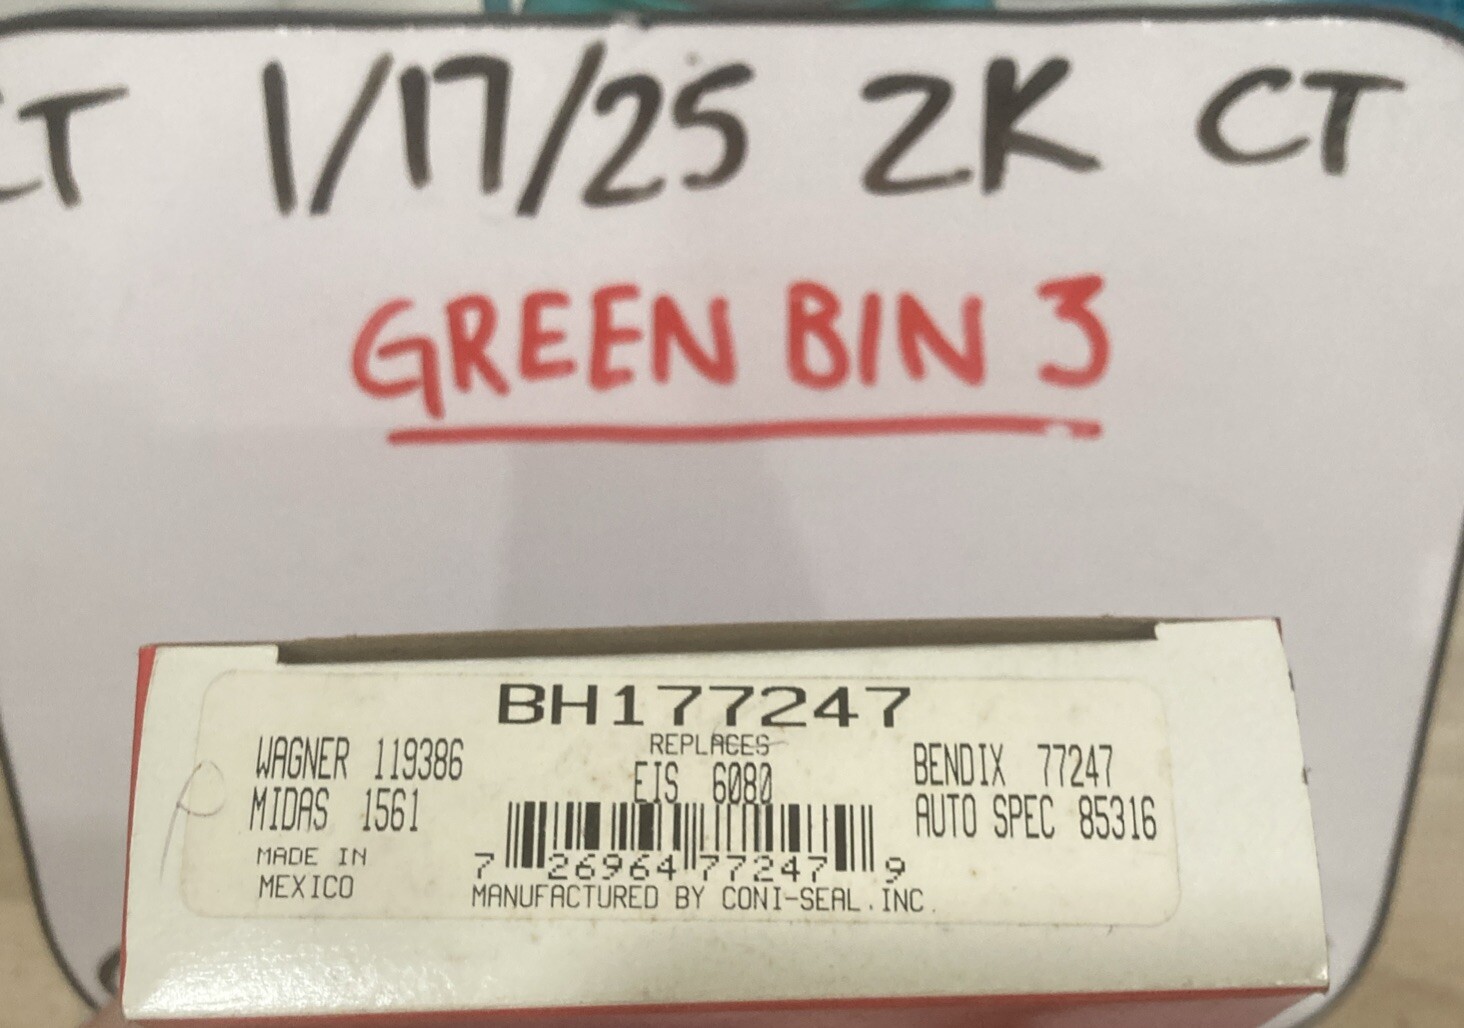 CT 1/17/25 2K CT
GREEN BIN 3
BH177247
REPLACES
WAGNER 119386
EIS 6080
BENDIX 77247
MIDAS 1561
AUTO SPEC 85316
MADE IN
MEXICO
7 26964 77247 9
MANUFACTURED BY CONI-SEAL.INC.